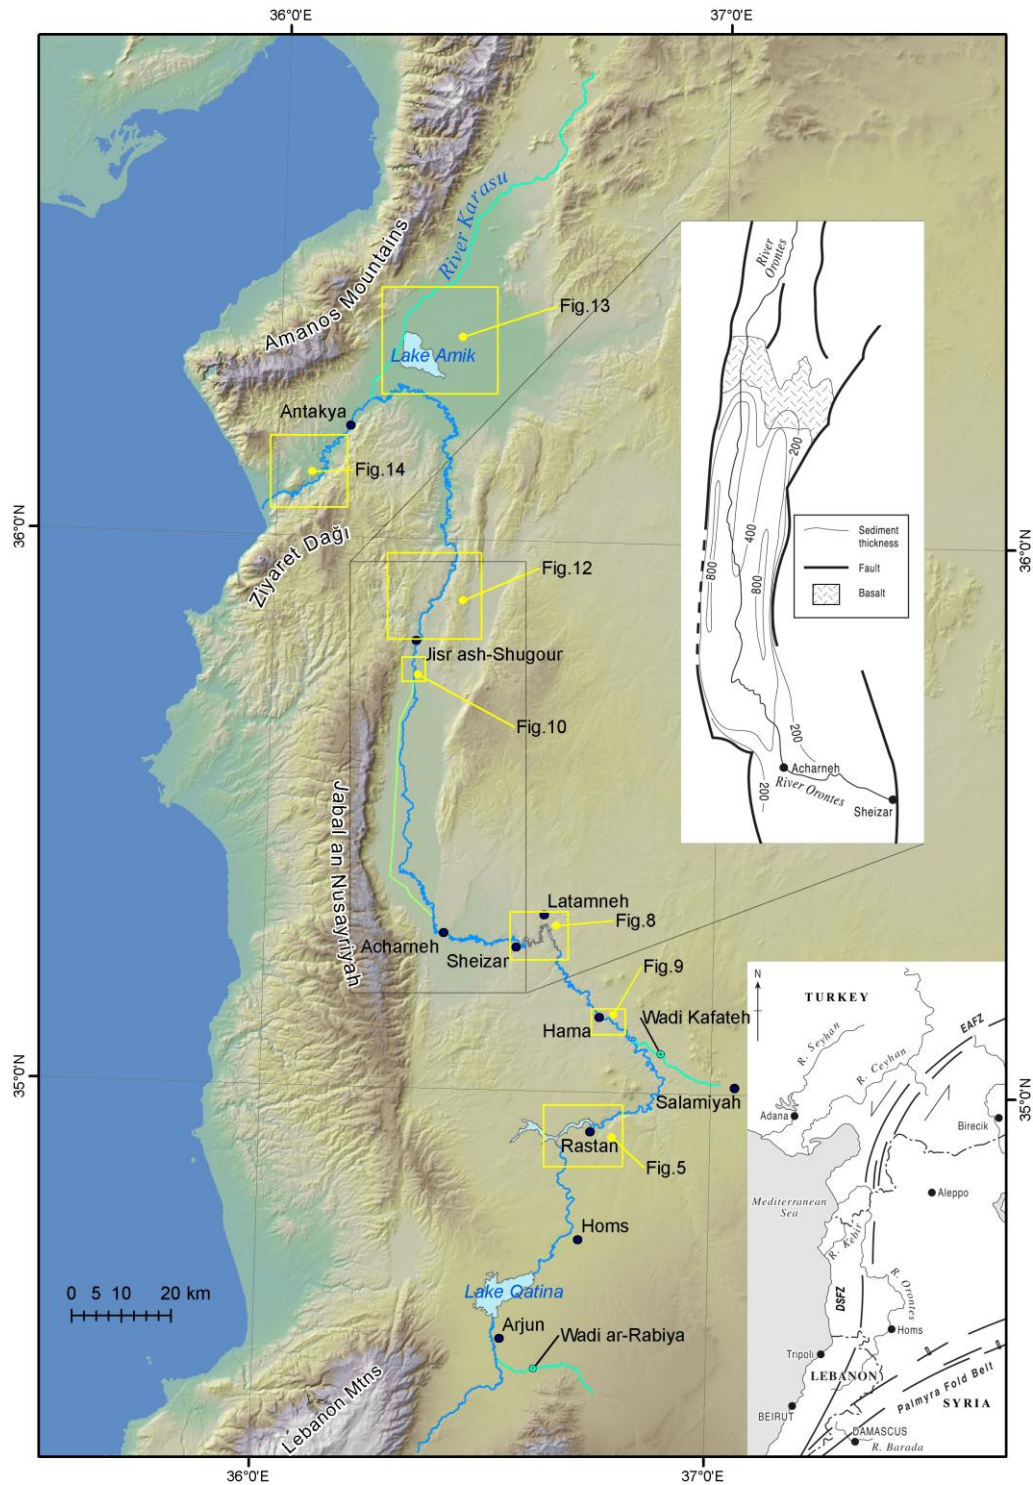 36°0'E
37°0'E
River Karasu
Amanos Mountains
Fig.13
Lake Amik
Antakya
Fig.14
36°0'N
36°0'N
Ziyaret Dağı
Fig.12
Jisr ash-Shugour
Fig.10
Jabal an Nusayriyah
Latamneh
Fig.8
Acharneh
Sheizar
Fig.9
Wadi Kafateh
Hama
35°0'N
35°0'N
Salamiyah
Rastan
Fig.5
Homs
0 5 10 20 km
Lake Qatina
Arjun
Wadi ar-Rabiya
Lebanon Mtns
36°0'E
37°0'E
River
Orontes
200
400
800
800
Sediment
thickness
Fault
Basalt
200
Acharneh
River Orontes
200
Sheizar
N
TURKEY
EAFZ
R. Seyhan
R. Ceyhan
Adana
Birecik
Mediterranean
Sea
Aleppo
R. Kebir
R. Orontes
DSFZ
Homs
Tripoli
LEBANON
Palmyra Fold Belt
SYRIA
BEIRUT
DAMASCUS
R. Barada